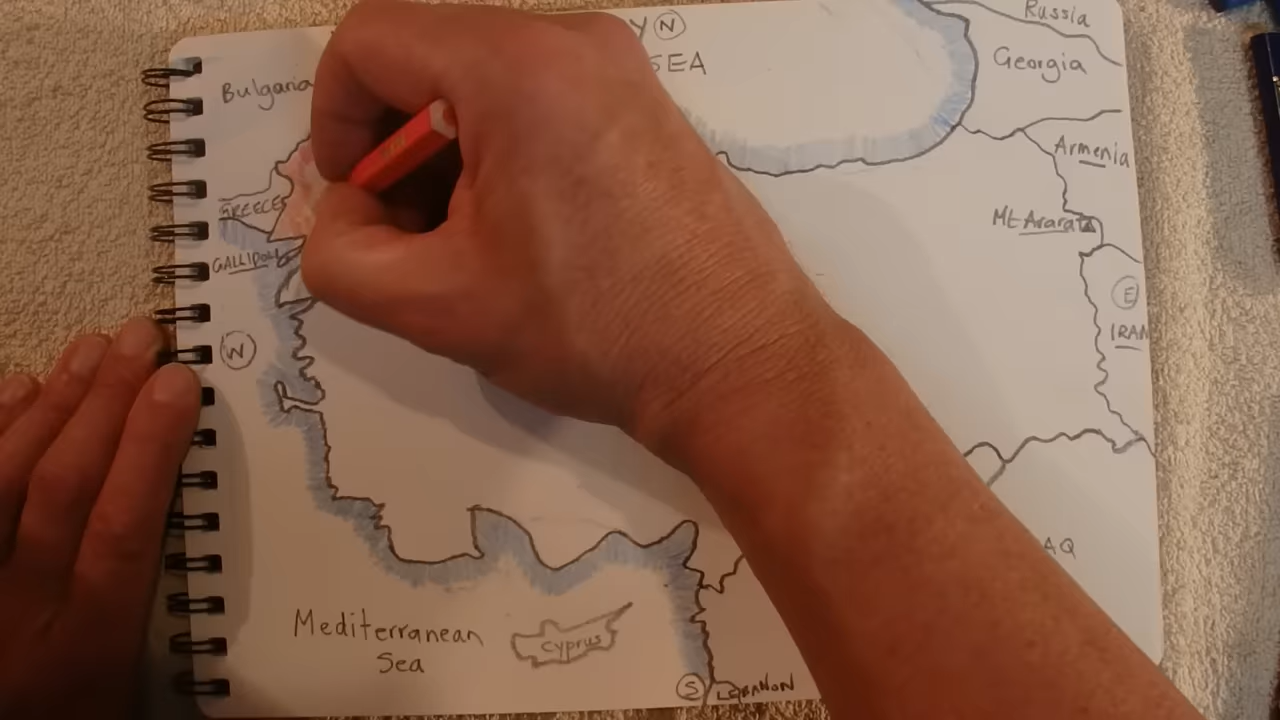 Y N
SEA
Russia
Bulgaria
Georgia
Armenia
GREECE
Mt Ararat
GALLIPOLI
W
E
IRAN
AQ
Mediterranean
Sea
Cyprus
S LEBANON